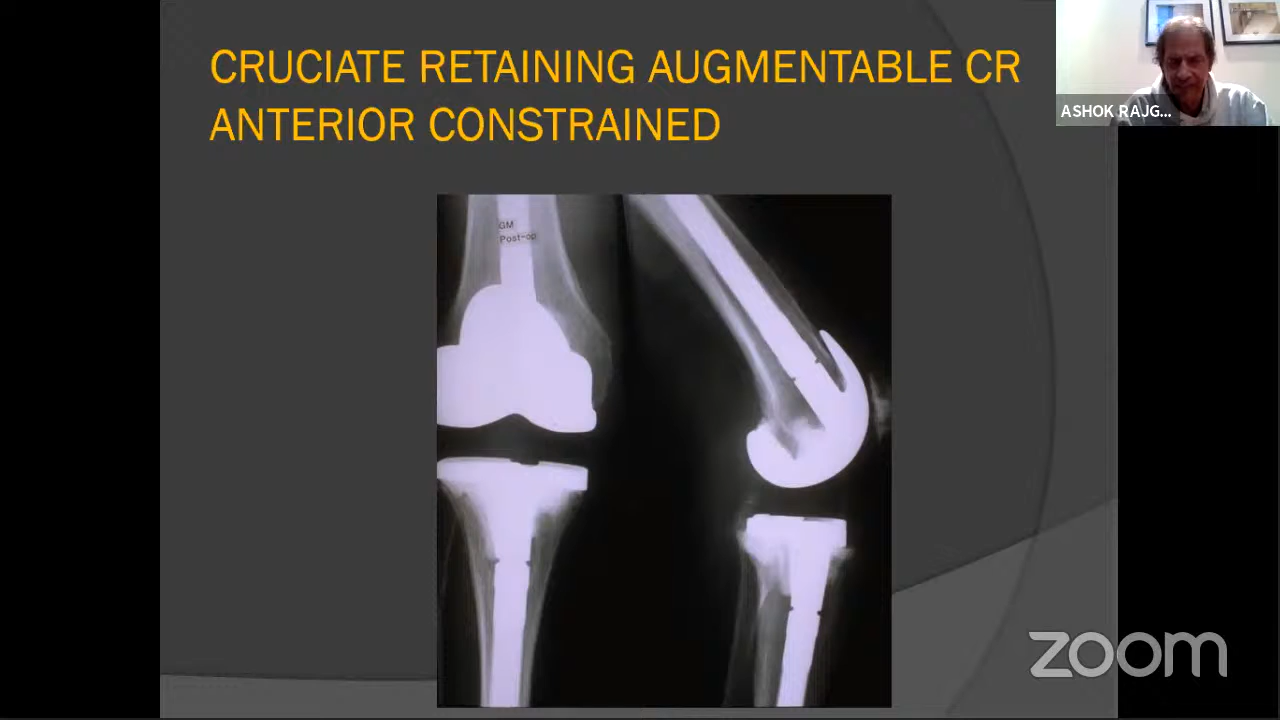 CRUCIATE RETAINING AUGMENTABLE CR
ANTERIOR CONSTRAINED
ASHOK RAJG...
GM
Post-op
zoom